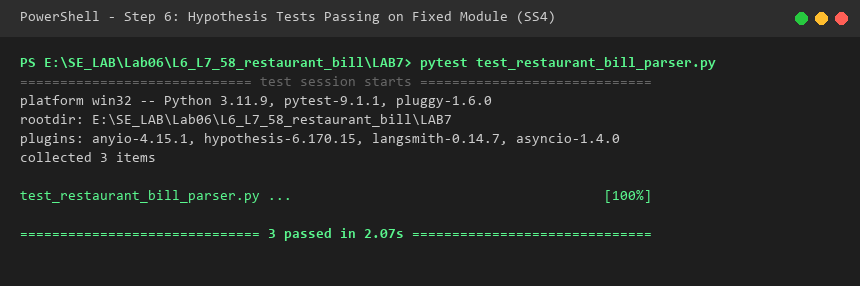 PowerShell - Step 6: Hypothesis Tests Passing on Fixed Module (SS4)
PS E:\SE_LAB\Lab06\L6_L7_58_restaurant_bill\LAB7> pytest test_restaurant_bill_parser.py
============================= test session starts =============================
platform win32 -- Python 3.11.9, pytest-9.1.1, pluggy-1.6.0
rootdir: E:\SE_LAB\Lab06\L6_L7_58_restaurant_bill\LAB7
plugins: anyio-4.15.1, hypothesis-6.170.15, langsmith-0.14.7, asyncio-1.4.0
collected 3 items
test_restaurant_bill_parser.py ... [100%]
============================== 3 passed in 2.07s ==============================